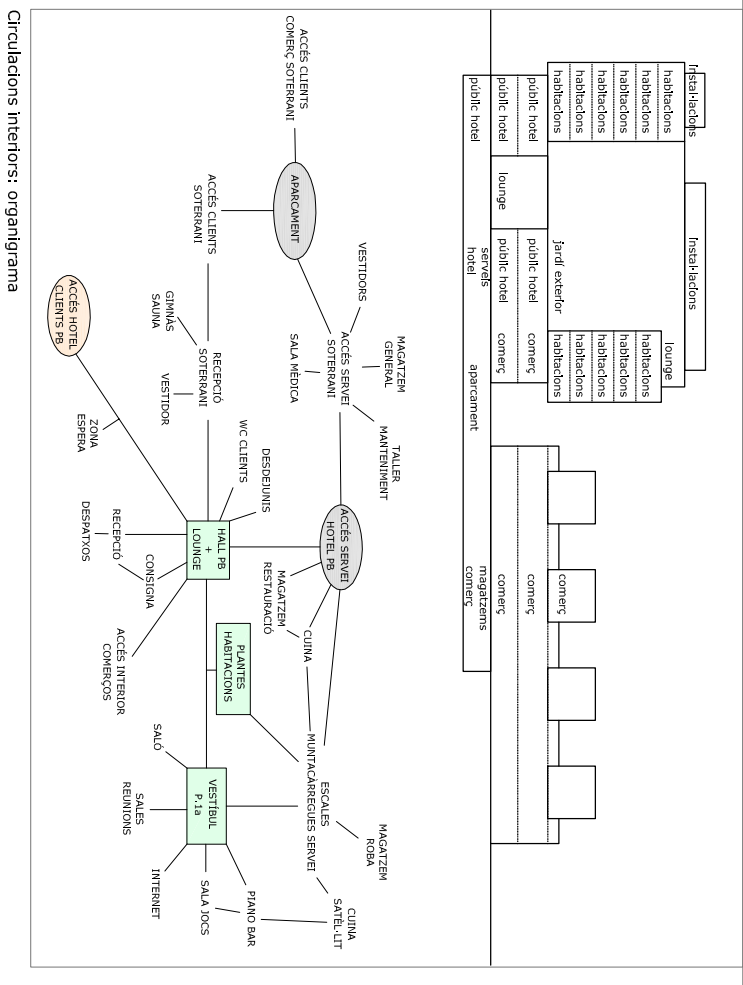 Instal·lacions
Instal·lacions
habitacions
habitacions
habitacions
habitacions
habitacions
lounge
habitacions
habitacions
habitacions
habitacions
habitacions
jardí exterior
comerç
públic hotel
públic hotel
comerç
comerç
públic hotel
lounge
públic hotel
comerç
comerç
públic hotel
serveis
hotel
aparcament
magatzems
comerç
ACCÉS CLIENTS
COMERÇ SOTERRANI
APARCAMENT
VESTIDORS
MAGATZEM
GENERAL
ACCÉS SERVEI
SOTERRANI
SALA MÈDICA
TALLER
MANTENIMENT
ACCÉS CLIENTS
SOTERRANI
GIMNÀS
SAUNA
RECEPCIÓ
SOTERRANI
VESTIDOR
ACCÉS HOTEL
CLIENTS PB
ZONA
ESPERA
WC CLIENTS
DESDEJUNIS
ACCÉS SERVEI
HOTEL PB
HALL PB
+
LOUNGE
RECEPCIÓ
DESPATXOS
CONSIGNA
MAGATZEM
RESTAURACIÓ
CUINA
ACCÉS INTERIOR
COMERÇOS
PLANTES
HABITACIONS
ESCALES
MUNTACÀRREGUES SERVEI
MAGATZEM
ROBA
SALÓ
VESTÍBUL
P.1a
SALES
REUNIONS
INTERNET
SALA JOCS
PIANO BAR
CUINA
SATÈL·LIT
Circulacions interiors: organigrama